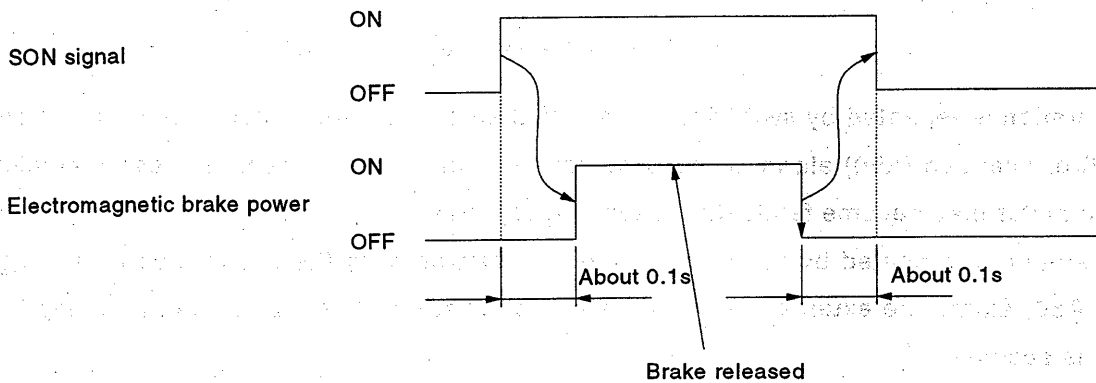 ON
SON signal
OFF
ON
Electromagnetic brake power
OFF
About 0.1s
About 0.1s
Brake released